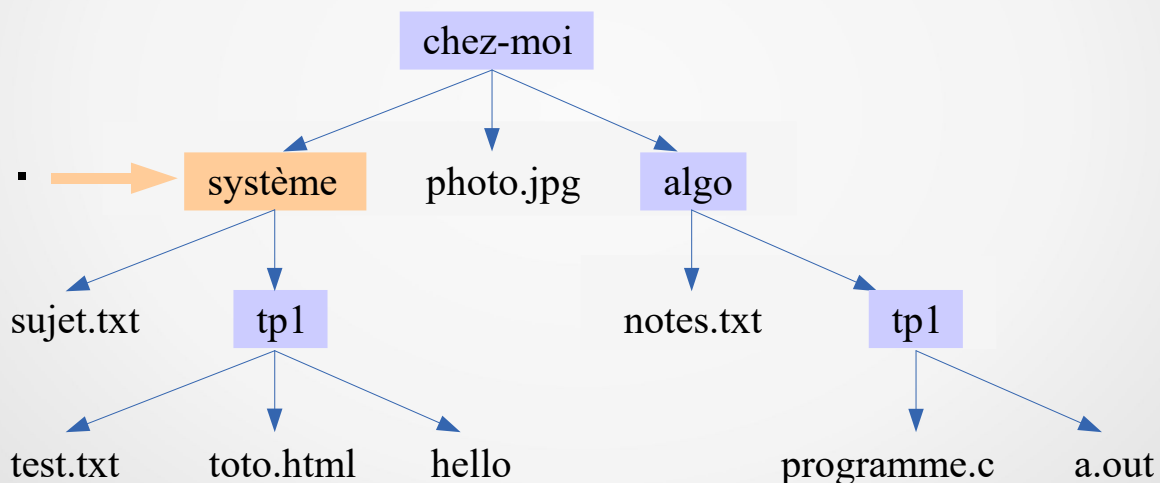 chez-moi
. système photo.jpg algo
sujet.txt tp1 notes.txt tp1
test.txt toto.html hello programme.c a.out